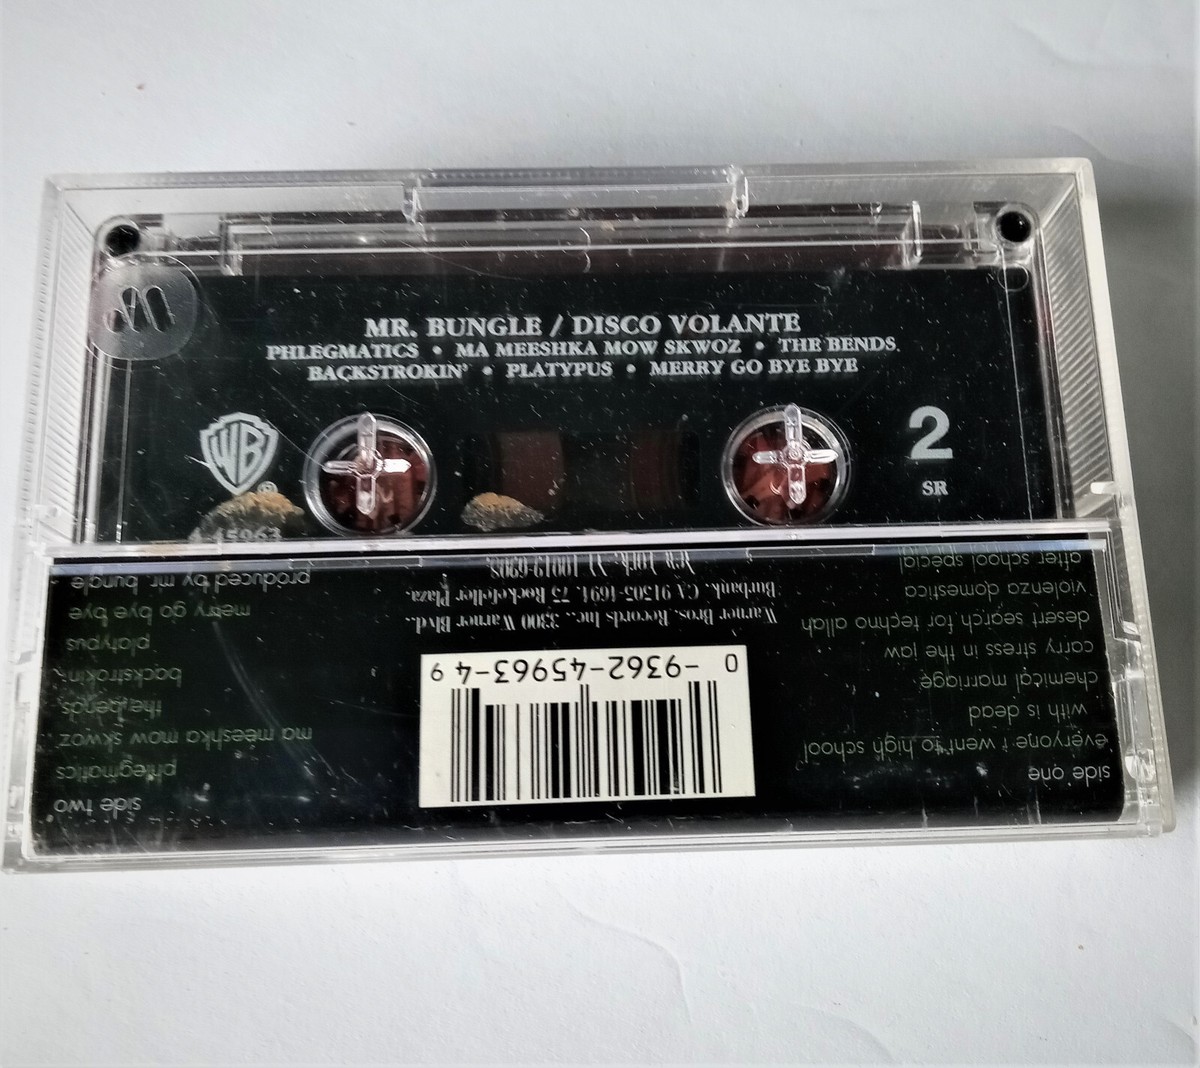 MR. BUNGLE / DISCO VOLANTE
PHLEGMATICS • MA MEESHKA MOW SKWOZ • THE BENDS
BACKSTROKIN' • PLATYPUS • MERRY GO BYE BYE
WB
2
SR
4-45963
side one
everyone i went to high school
with is dead
chemical marriage
carry stress in the jaw
desert search for techno allah
violenza domestica
after school special
0 -9362-45963-4 9
Warner Bros. Records Inc., 3300 Warner Blvd.,
Burbank, CA 91505-4694. 75 Rockefeller Plaza,
New York, NY 10019-6908.
side two
phlegmatics
ma meeshka mow skwoz
the bends
backstrokin'
platypus
merry go bye bye
produced by mr. bungle